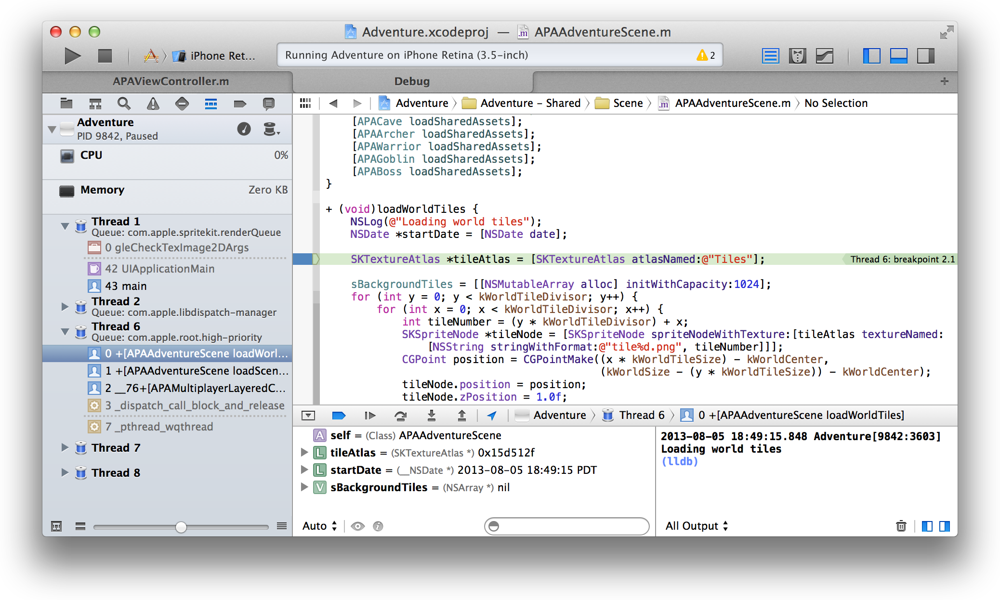 Adventure.xcodeproj — APAAdventureScene.m
iPhone Ret...
Running Adventure on iPhone Retina (3.5-inch)
2
APAViewController.m
Debug
Adventure
PID 9842, Paused
CPU
0%
Memory
Zero KB
Thread 1
Queue: com.apple.spritekit.renderQueue
0 gleCheckTexImage2DArgs
42 UIApplicationMain
43 main
Thread 2
Queue: com.apple.libdispatch-manager
Thread 6
Queue: com.apple.root.high-priority
0 +[APAAdventureScene loadWorl...
1 +[APAAdventureScene loadScen...
2 __76+[APAMultiplayerLayeredC...
3 _dispatch_call_block_and_release
7 _pthread_wqthread
Thread 7
Thread 8
Adventure Adventure – Shared Scene APAAdventureScene.m No Selection
[APACave loadSharedAssets];
[APAArcher loadSharedAssets];
[APAWarrior loadSharedAssets];
[APAGoblin loadSharedAssets];
[APABoss loadSharedAssets];
}
+ (void)loadWorldTiles {
NSLog(@"Loading world tiles");
NSDate *startDate = [NSDate date];
SKTextureAtlas *tileAtlas = [SKTextureAtlas atlasNamed:@"Tiles"];
Thread 6: breakpoint 2.1
sBackgroundTiles = [[NSMutableArray alloc] initWithCapacity:1024];
for (int y = 0; y < kWorldTileDivisor; y++) {
for (int x = 0; x < kWorldTileDivisor; x++) {
int tileNumber = (y * kWorldTileDivisor) + x;
SKSpriteNode *tileNode = [SKSpriteNode spriteNodeWithTexture:[tileAtlas textureNamed:
[NSString stringWithFormat:@"tile%d.png", tileNumber]]];
CGPoint position = CGPointMake((x * kWorldTileSize) - kWorldCenter,
(kWorldSize - (y * kWorldTileSize)) - kWorldCenter);
tileNode.position = position;
tileNode.zPosition = 1.0f;
Adventure Thread 6 0 +[APAAdventureScene loadWorldTiles]
A self = (Class) APAAdventureScene
L tileAtlas = (SKTextureAtlas *) 0x15d512f
L startDate = (__NSDate *) 2013-08-05 18:49:15 PDT
V sBackgroundTiles = (NSArray *) nil
Auto
2013-08-05 18:49:15.848 Adventure[9842:3603]
Loading world tiles
(lldb)
All Output